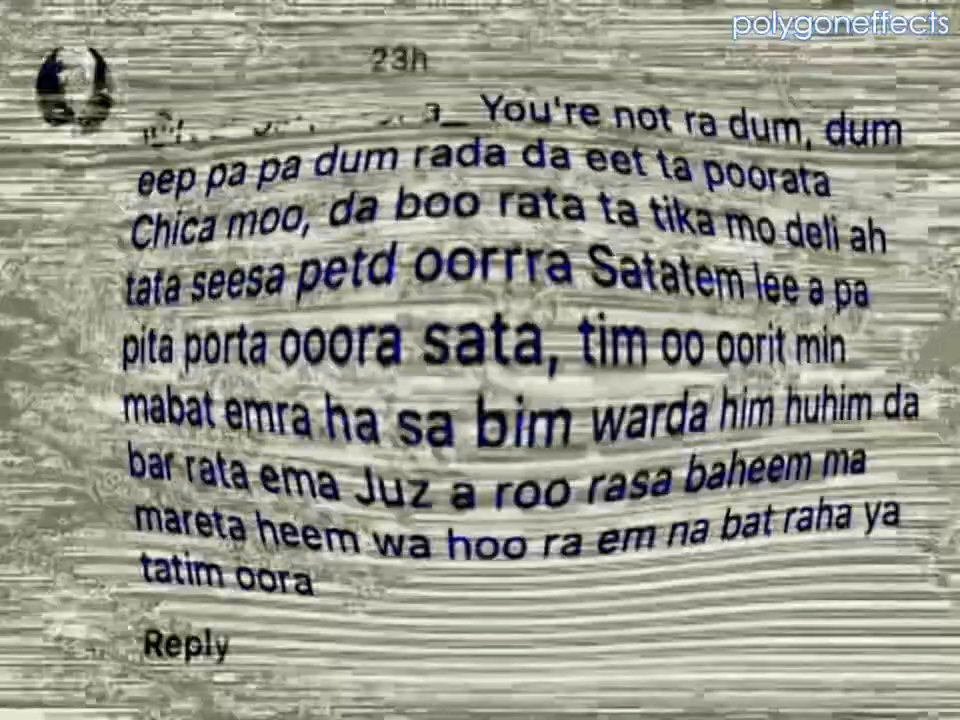 polygoneffects
23h
You're not ra dum, dum
eep pa pa dum rada da eet ta poorata
Chica moo, da boo rata ta tika mo deli ah
tata seesa petd oorrra Satatem lee a pa
pita porta ooora sata, tim oo oorit min
mabat emra ha sa bim warda him huhim da
bar rata ema Juz a roo rasa baheem ma
mareta heem wa hoo ra em na bat raha ya
tatim oora
Reply